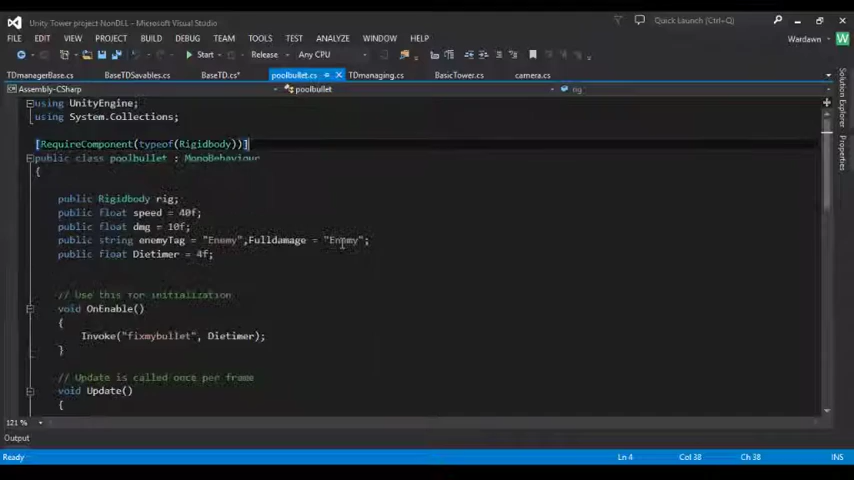 Unity Tower project NonDLL - Microsoft Visual Studio
Quick Launch (Ctrl+Q)
FILE EDIT VIEW PROJECT BUILD DEBUG TEAM TOOLS TEST ANALYZE WINDOW HELP
Wardawn W
Start Release Any CPU
TDmanagerBase.cs BaseTDSavables.cs BaseTD.cs* poolbullet.cs TDmanaging.cs BasicTower.cs camera.cs
Assembly-CSharp poolbullet rig
using UnityEngine;
using System.Collections;
[RequireComponent(typeof(Rigidbody))]
public class poolbullet : MonoBehaviour
{
public Rigidbody rig;
public float speed = 40f;
public float dmg = 10f;
public string enemyTag = "Enemy",Fulldamage = "Enemy";
public float Dietimer = 4f;
// Use this for initialization
void OnEnable()
{
Invoke("fixmybullet", Dietimer);
}
// Update is called once per frame
void Update()
{
121 %
Output
Ready Ln 4 Col 38 Ch 38 INS
Solution Explorer
Properties